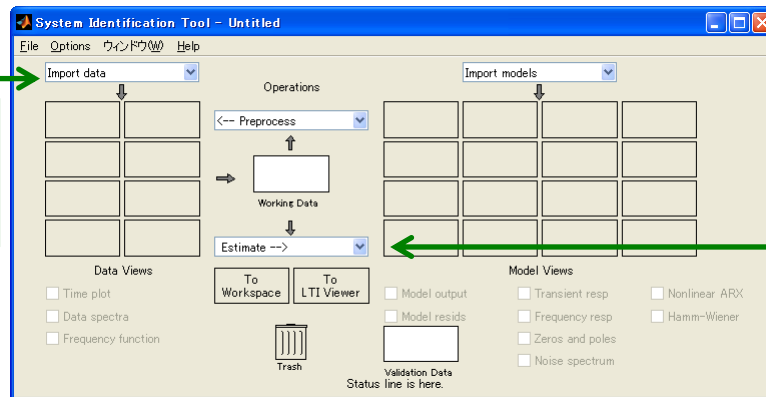 System Identification Tool - Untitled
File Options ウィンドウ(W) Help
Import data
Import models
Operations
<-- Preprocess
Working Data
Estimate -->
Data Views
To Workspace
To LTI Viewer
Model Views
Time plot
Data spectra
Frequency function
Model output
Model resids
Transient resp
Frequency resp
Zeros and poles
Noise spectrum
Nonlinear ARX
Hamm-Wiener
Trash
Validation Data
Status line is here.